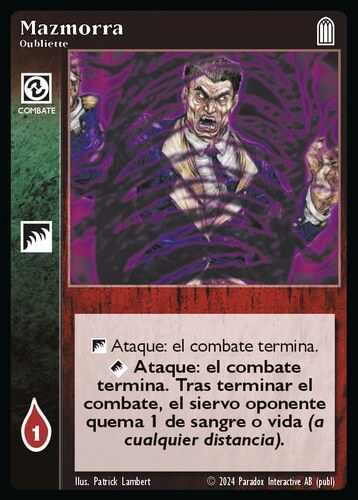 Mazmorra
Oubliette
COMBATE
Ataque: el combate termina.
Ataque: el combate
termina. Tras terminar el
combate, el siervo oponente
quema 1 de sangre o vida (a
cualquier distancia).
1
Ilus. Patrick Lambert © 2024 Paradox Interactive AB (publ)